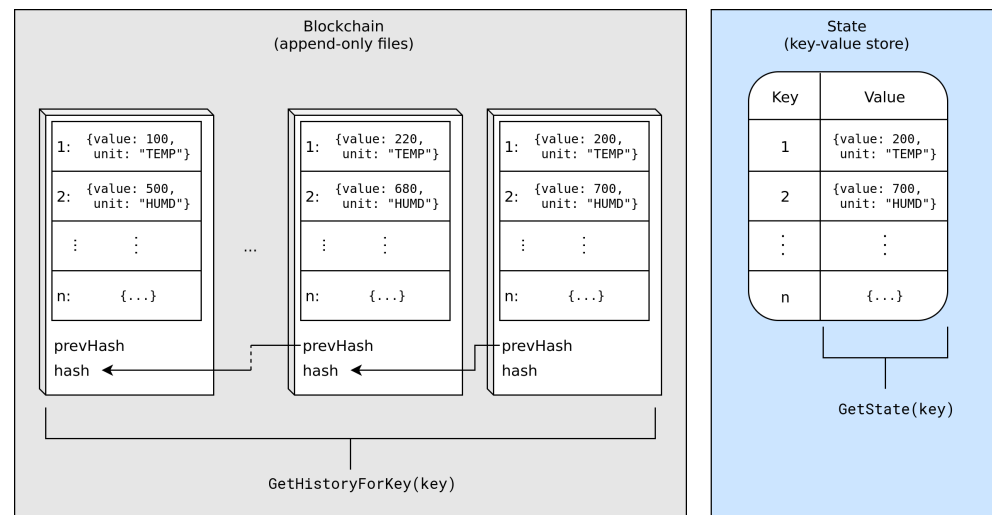 Blockchain
(append-only files)
1: {value: 100,
unit: "TEMP"}
2: {value: 500,
unit: "HUMD"}
⋮ ⋮
n: {...}
prevHash
hash
...
1: {value: 220,
unit: "TEMP"}
2: {value: 680,
unit: "HUMD"}
⋮ ⋮
n: {...}
prevHash
hash
1: {value: 200,
unit: "TEMP"}
2: {value: 700,
unit: "HUMD"}
⋮ ⋮
n: {...}
prevHash
hash
GetHistoryForKey(key)
State
(key-value store)
Key Value
1 {value: 200,
unit: "TEMP"}
2 {value: 700,
unit: "HUMD"}
⋮ ⋮
n {...}
GetState(key)